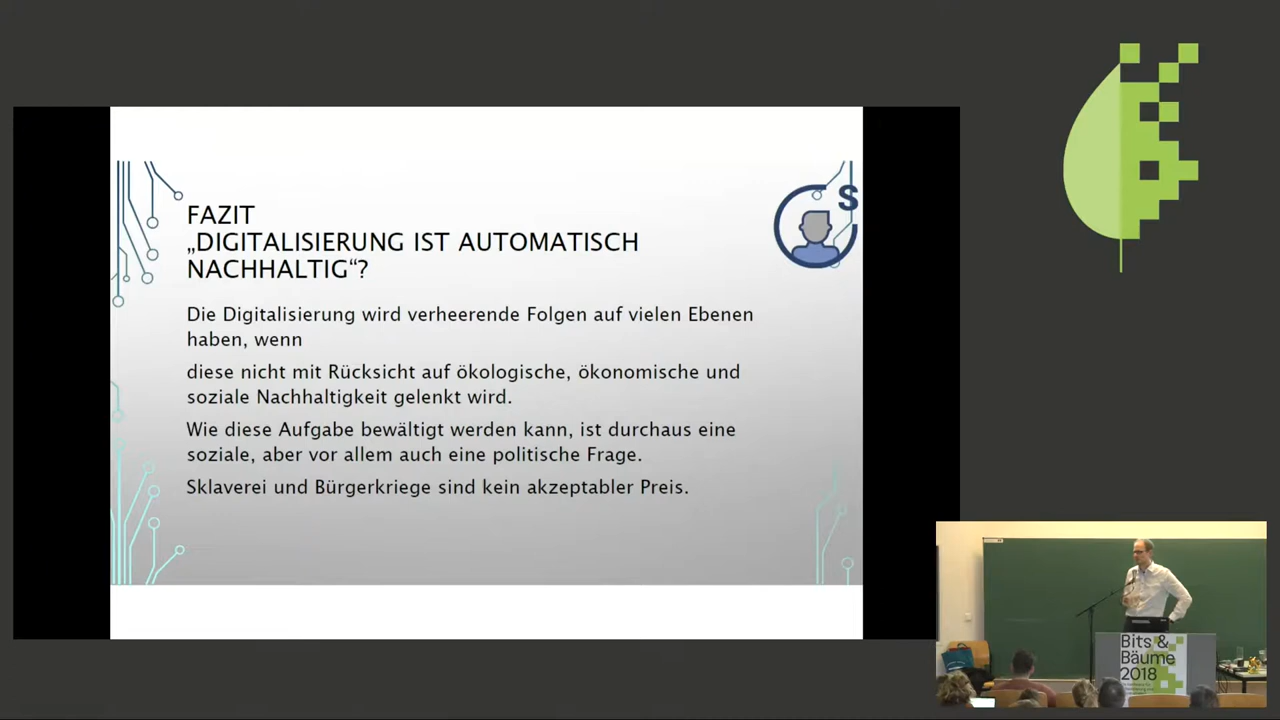 FAZIT
„DIGITALISIERUNG IST AUTOMATISCH
NACHHALTIG“?
S
Die Digitalisierung wird verheerende Folgen auf vielen Ebenen
haben, wenn
diese nicht mit Rücksicht auf ökologische, ökonomische und
soziale Nachhaltigkeit gelenkt wird.
Wie diese Aufgabe bewältigt werden kann, ist durchaus eine
soziale, aber vor allem auch eine politische Frage.
Sklaverei und Bürgerkriege sind kein akzeptabler Preis.
Bits &
Bäume
2018